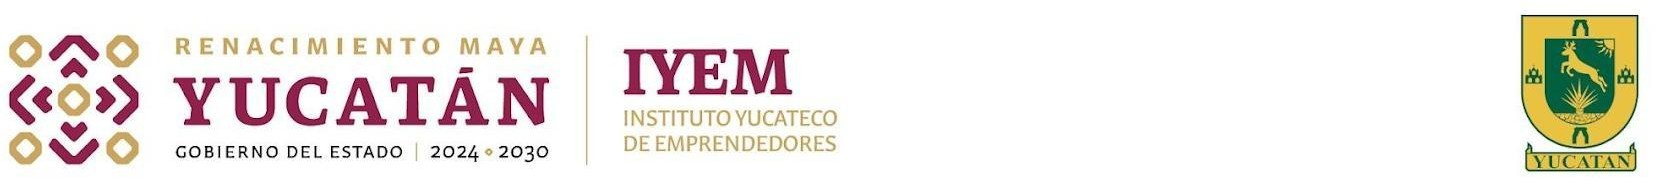 RENACIMIENTO MAYA
YUCATÁN
GOBIERNO DEL ESTADO | 2024 ⋄ 2030
IYEM
INSTITUTO YUCATECO
DE EMPRENDEDORES
YUCATAN